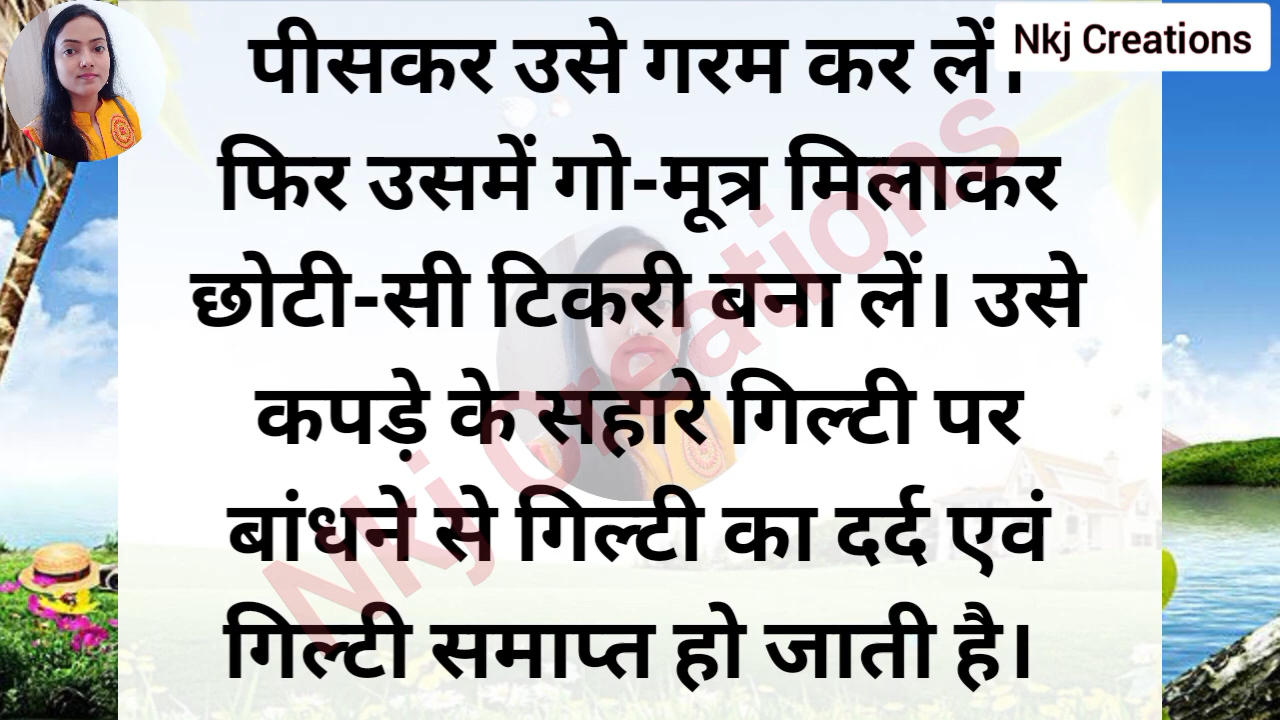 पीसकर उसे गरम कर लें।
Nkj Creations
फिर उसमें गो-मूत्र मिलाकर
छोटी-सी टिकरी बना लें। उसे
कपड़े के सहारे गिल्टी पर
बांधने से गिल्टी का दर्द एवं
गिल्टी समाप्त हो जाती है।
Nkj Creations